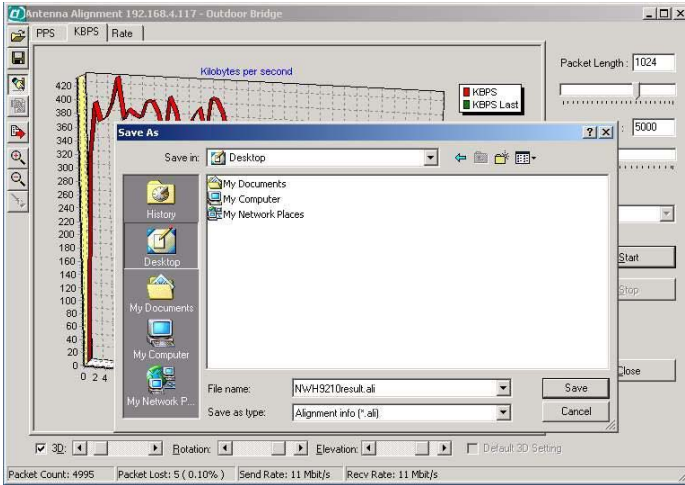 Antenna Alignment 192.168.4.117 - Outdoor Bridge
PPS KBPS Rate
Kilobytes per second
KBPS
KBPS Last
420
400
380
360
340
320
300
280
260
240
220
200
180
160
140
120
100
80
60
40
20
0
0 2 4
Packet Length : 1024
: 5000
Start
Stop
Close
Save As
Save in: Desktop
History
Desktop
My Documents
My Computer
My Network P...
My Documents
My Computer
My Network Places
File name: NWH9210result.ali
Save as type: Alignment info (*.ali)
Save
Cancel
3D: Rotation: Elevation: Default 3D Setting
Packet Count: 4995 Packet Lost: 5 ( 0.10% ) Send Rate: 11 Mbit/s Recv Rate: 11 Mbit/s